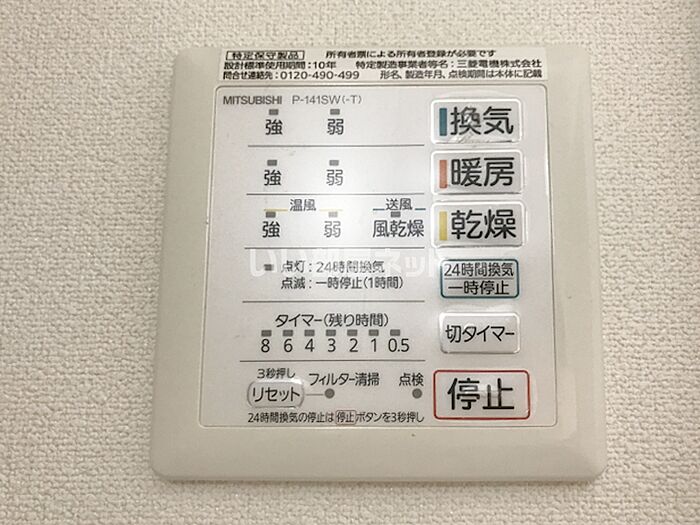 特定保守製品 所有者票による所有者登録が必要です
設計標準使用期間：10年 特定製造事業者等名：三菱電機株式会社
問合せ連絡先：0120-490-499 形名、製造年月、点検期間は本体に記載
MITSUBISHI P-141SW(-T)
強 弱 換気
強 弱 暖房
温風 送風
強 弱 風乾燥 乾燥
点灯：24時間換気
点滅：一時停止(1時間)
24時間換気
一時停止
タイマー(残り時間)
8 6 4 3 2 1 0.5
切タイマー
3秒押し
リセット フィルター清掃 点検
停止
24時間換気の停止は停止ボタンを3秒押し